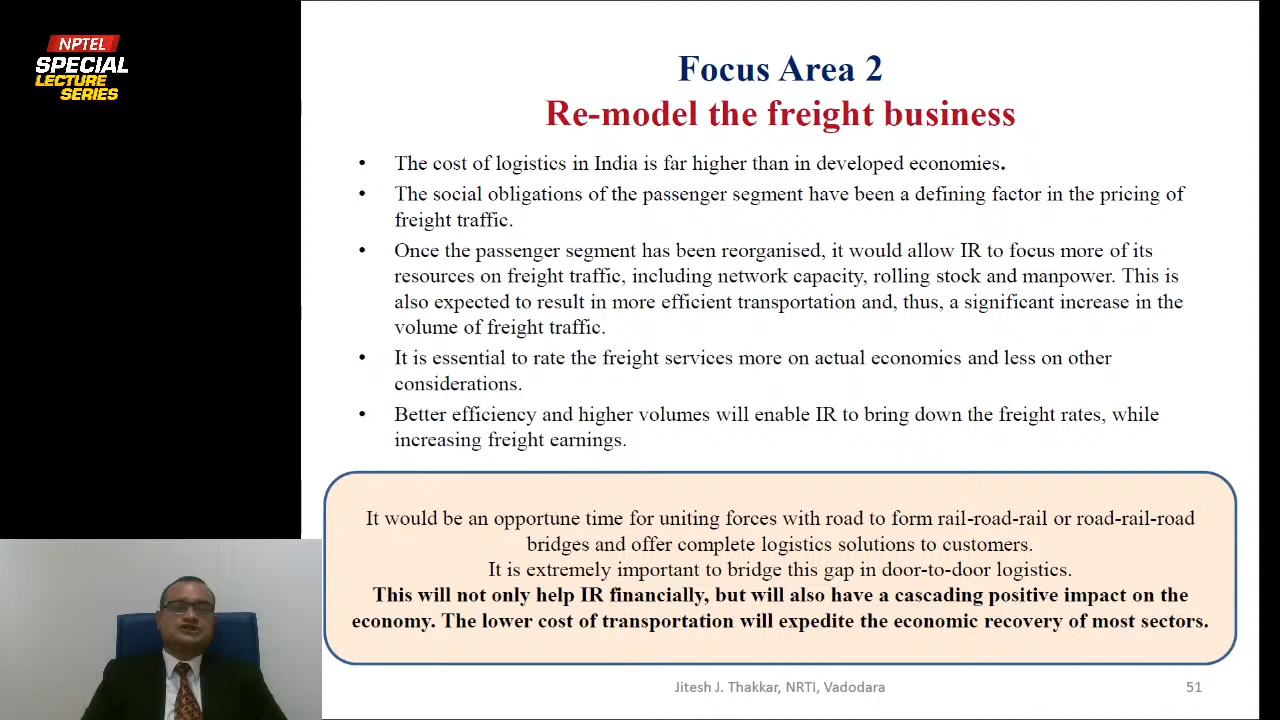 NPTEL
SPECIAL
LECTURE
SERIES
Focus Area 2
Re-model the freight business
• The cost of logistics in India is far higher than in developed economies.
• The social obligations of the passenger segment have been a defining factor in the pricing of
freight traffic.
• Once the passenger segment has been reorganised, it would allow IR to focus more of its
resources on freight traffic, including network capacity, rolling stock and manpower. This is
also expected to result in more efficient transportation and, thus, a significant increase in the
volume of freight traffic.
• It is essential to rate the freight services more on actual economics and less on other
considerations.
• Better efficiency and higher volumes will enable IR to bring down the freight rates, while
increasing freight earnings.
It would be an opportune time for uniting forces with road to form rail-road-rail or road-rail-road
bridges and offer complete logistics solutions to customers.
It is extremely important to bridge this gap in door-to-door logistics.
This will not only help IR financially, but will also have a cascading positive impact on the
economy. The lower cost of transportation will expedite the economic recovery of most sectors.
Jitesh J. Thakkar, NRTI, Vadodara
51